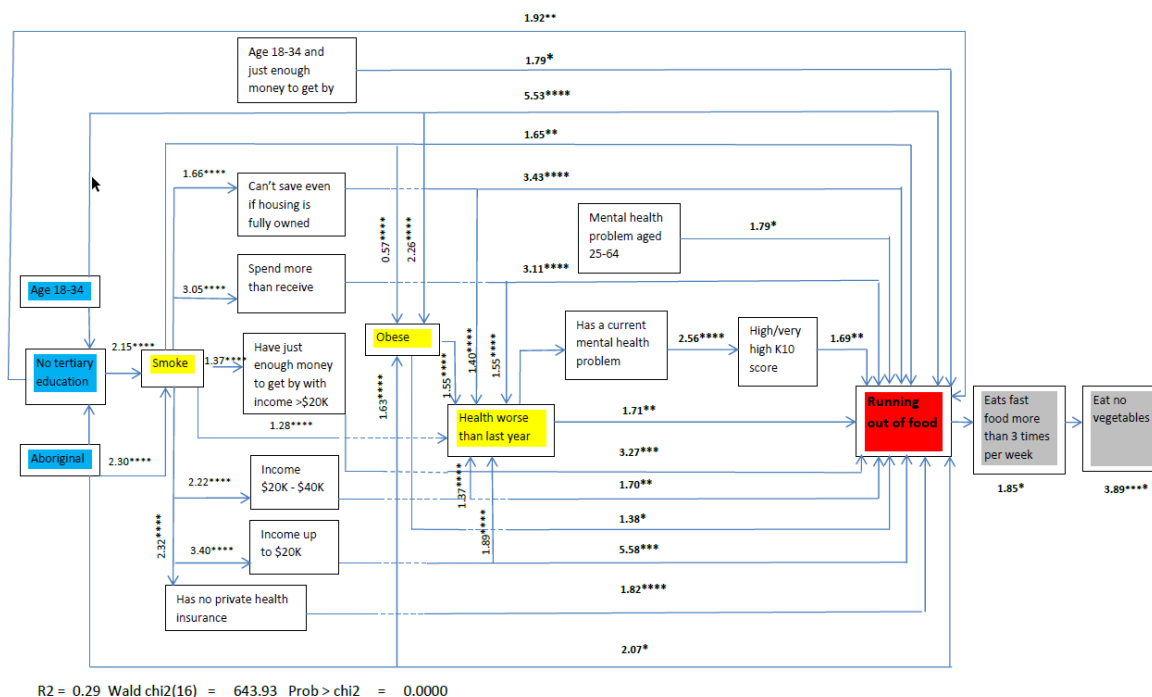 1.92**
Age 18-34 and
just enough
money to get by
1.79*
5.53****
1.65**
1.66****
Can't save even
if housing is
fully owned
3.43****
Mental health
problem aged
25-64
1.79*
0.57****
2.26****
Spend more
than receive
3.05****
3.11****
Age 18-34
No tertiary
education
2.15****
Smoke
1.37****
Have just
enough money
to get by with
income >$20K
Obese
1.63****
1.55****
1.40****
1.55****
Has a current
mental health
problem
2.56****
High/very
high K10
score
1.69**
Health worse
than last year
1.71**
Running
out of food
Eats fast
food more
than 3 times
per week
1.85*
Eat no
vegetables
3.89****
Aboriginal
2.30****
1.28****
3.27***
2.22****
Income
$20K - $40K
1.37****
1.70**
1.38*
2.32****
3.40****
Income up
to $20K
1.89****
5.58***
Has no private health
insurance
1.82****
2.07*
R2 = 0.29 Wald chi2(16) = 643.93 Prob > chi2 = 0.0000